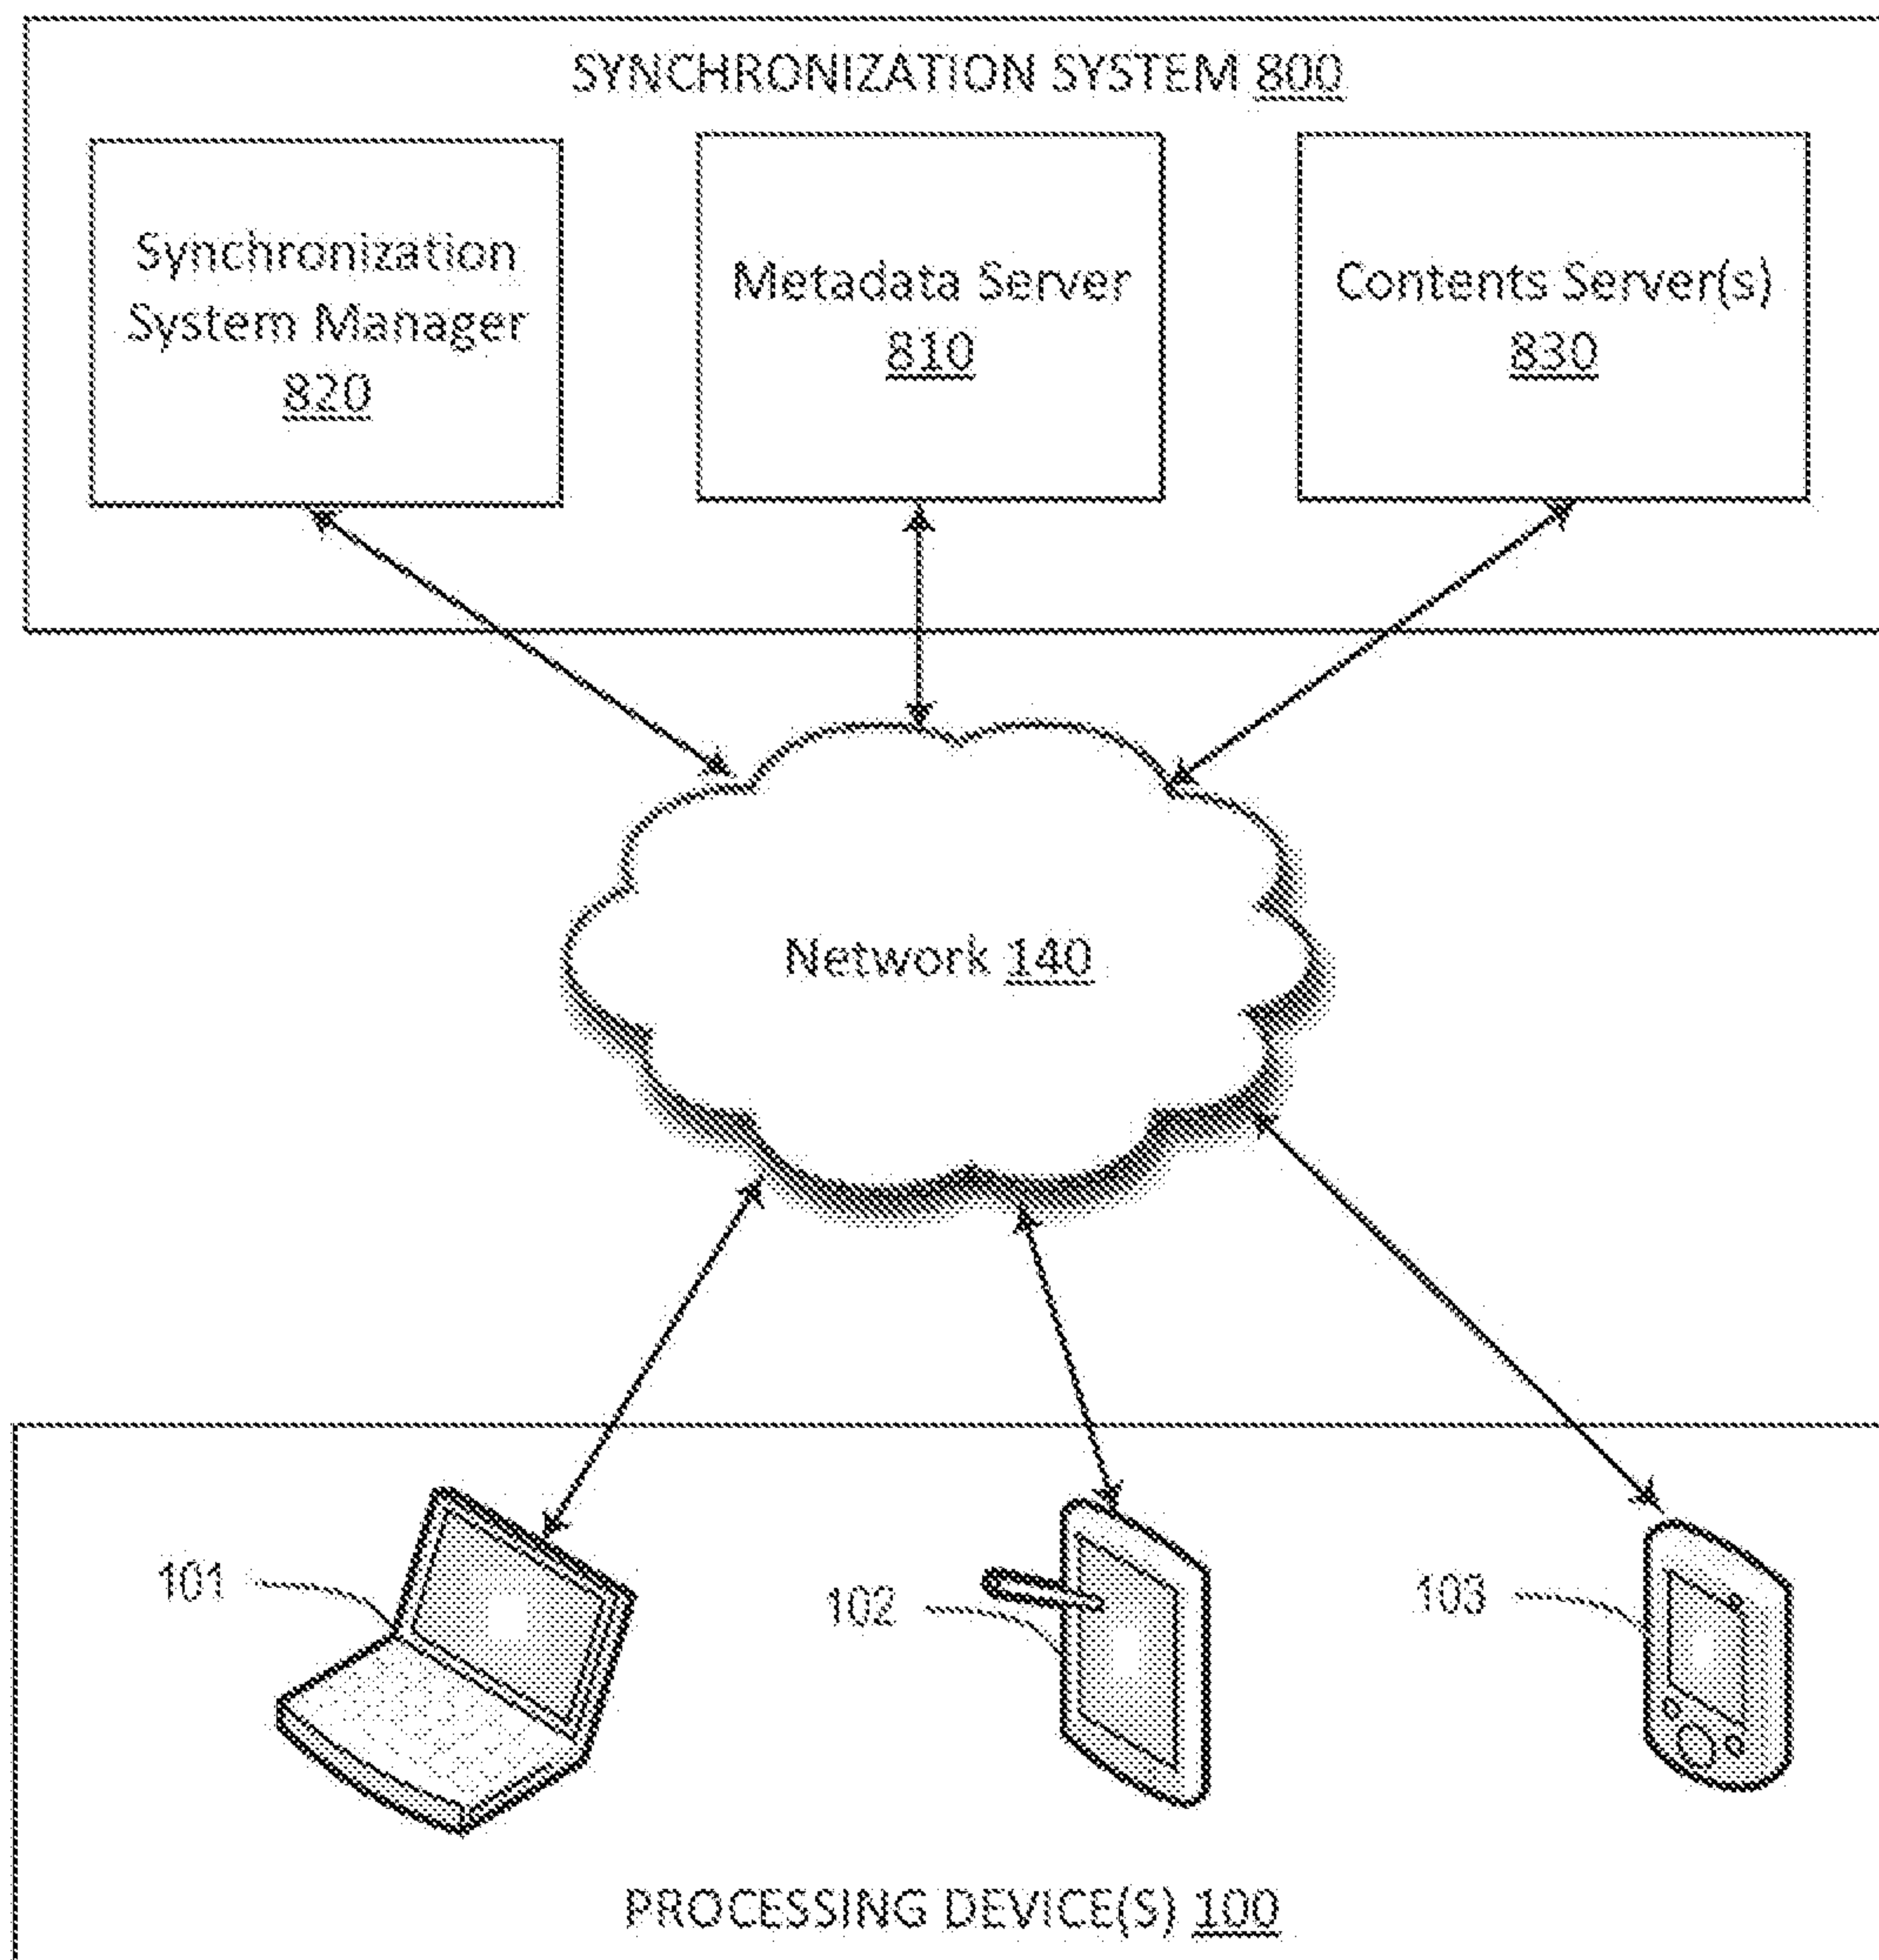 SYNCHRONIZATION SYSTEM 800
Synchronization
System Manager
820
Metadata Server
810
Contents Server(s)
830
Network 140
101
102
103
PROCESSING DEVICE(S) 100